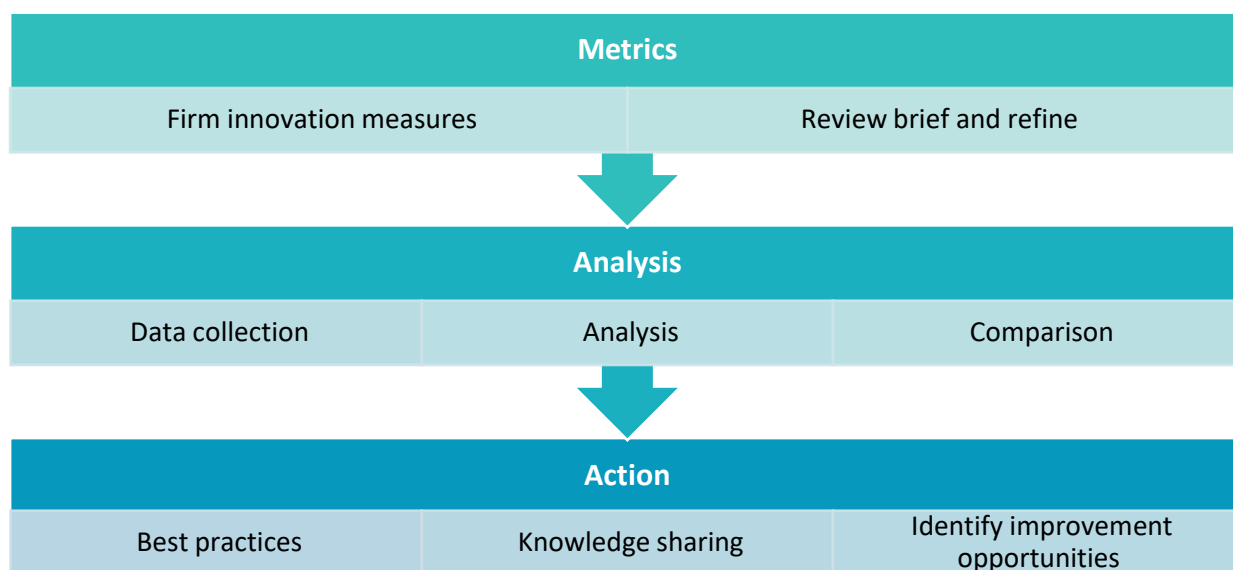 Metrics
Firm innovation measures
Review brief and refine
Analysis
Data collection
Analysis
Comparison
Action
Best practices
Knowledge sharing
Identify improvement
opportunities